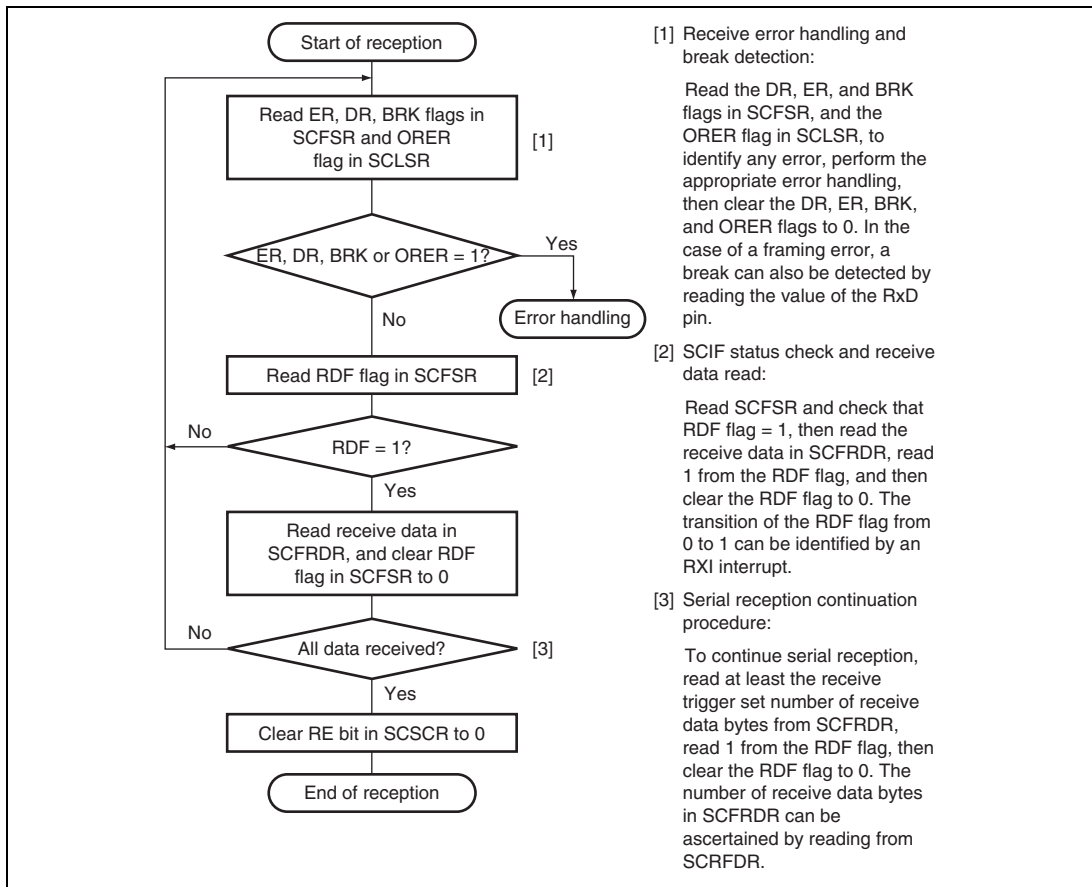 Start of reception
Read ER, DR, BRK flags in
SCFSR and ORER
flag in SCLSR
[1]
ER, DR, BRK or ORER = 1?
Yes
Error handling
No
Read RDF flag in SCFSR
[2]
No
RDF = 1?
Yes
Read receive data in
SCFRDR, and clear RDF
flag in SCFSR to 0
No
All data received?
[3]
Yes
Clear RE bit in SCSCR to 0
End of reception
[1] Receive error handling and
break detection:
Read the DR, ER, and BRK
flags in SCFSR, and the
ORER flag in SCLSR, to
identify any error, perform the
appropriate error handling,
then clear the DR, ER, BRK,
and ORER flags to 0. In the
case of a framing error, a
break can also be detected by
reading the value of the RxD
pin.
[2] SCIF status check and receive
data read:
Read SCFSR and check that
RDF flag = 1, then read the
receive data in SCFRDR, read
1 from the RDF flag, and then
clear the RDF flag to 0. The
transition of the RDF flag from
0 to 1 can be identified by an
RXI interrupt.
[3] Serial reception continuation
procedure:
To continue serial reception,
read at least the receive
trigger set number of receive
data bytes from SCFRDR,
read 1 from the RDF flag, then
clear the RDF flag to 0. The
number of receive data bytes
in SCFRDR can be
ascertained by reading from
SCRFDR.